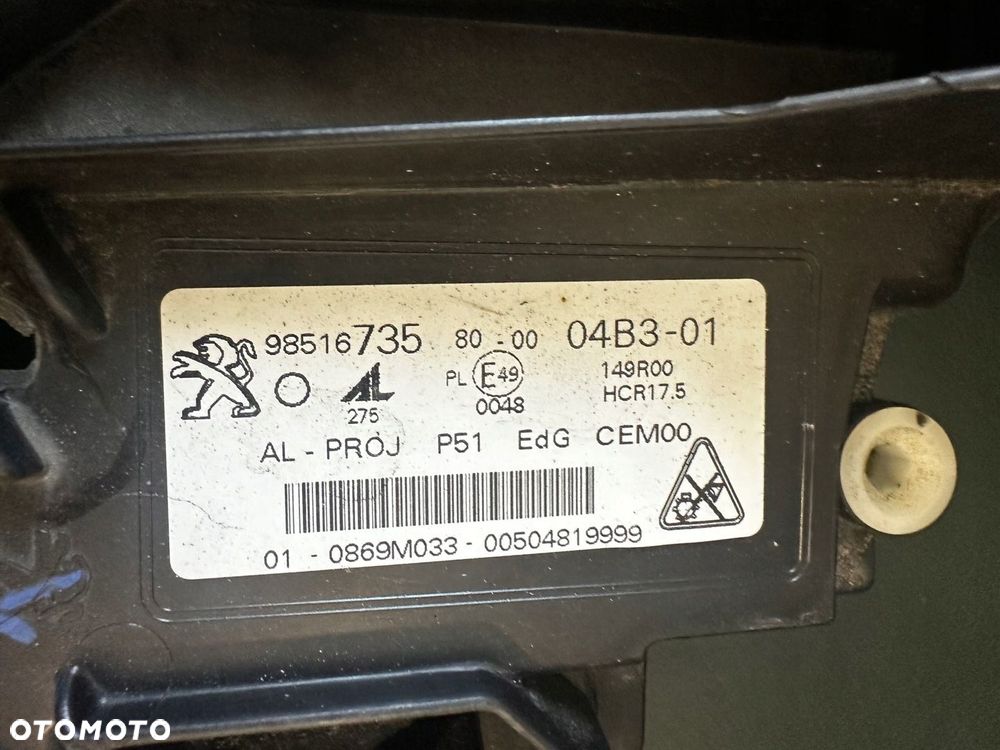 98516735 80 - 00 04B3-01
AL PL E49 149R00
275 0048 HCR17.5
AL - PROJ P51 EdG CEM00
01 - 0869M033 - 00504819999
OTOMOTO